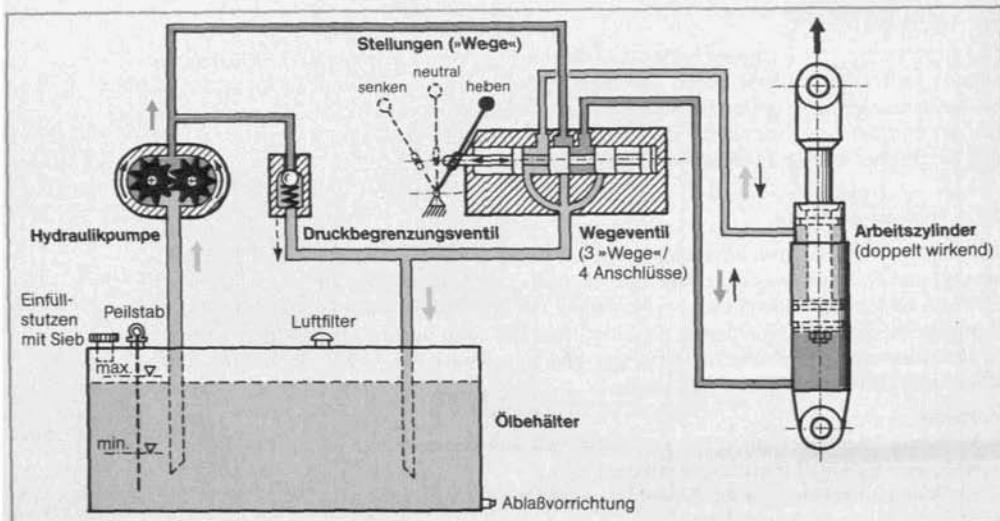 Stellungen (»Wege«)
neutral
senken
heben
Hydraulikpumpe
Druckbegrenzungsventil
Wegeventil
(3 »Wege«/
4 Anschlüsse)
Arbeitszylinder
(doppelt wirkend)
Einfüll-
stutzen
mit Sieb
Peilstab
Luftfilter
max.
min.
Ölbehälter
Ablaßvorrichtung